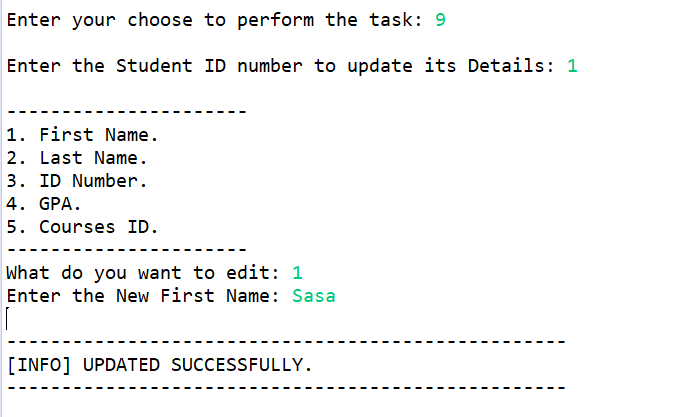 Enter your choose to perform the task: 9
Enter the Student ID number to update its Details: 1
----------------------
1. First Name.
2. Last Name.
3. ID Number.
4. GPA.
5. Courses ID.
----------------------
What do you want to edit: 1
Enter the New First Name: Sasa
---------------------------------------------------
[INFO] UPDATED SUCCESSFULLY.
---------------------------------------------------